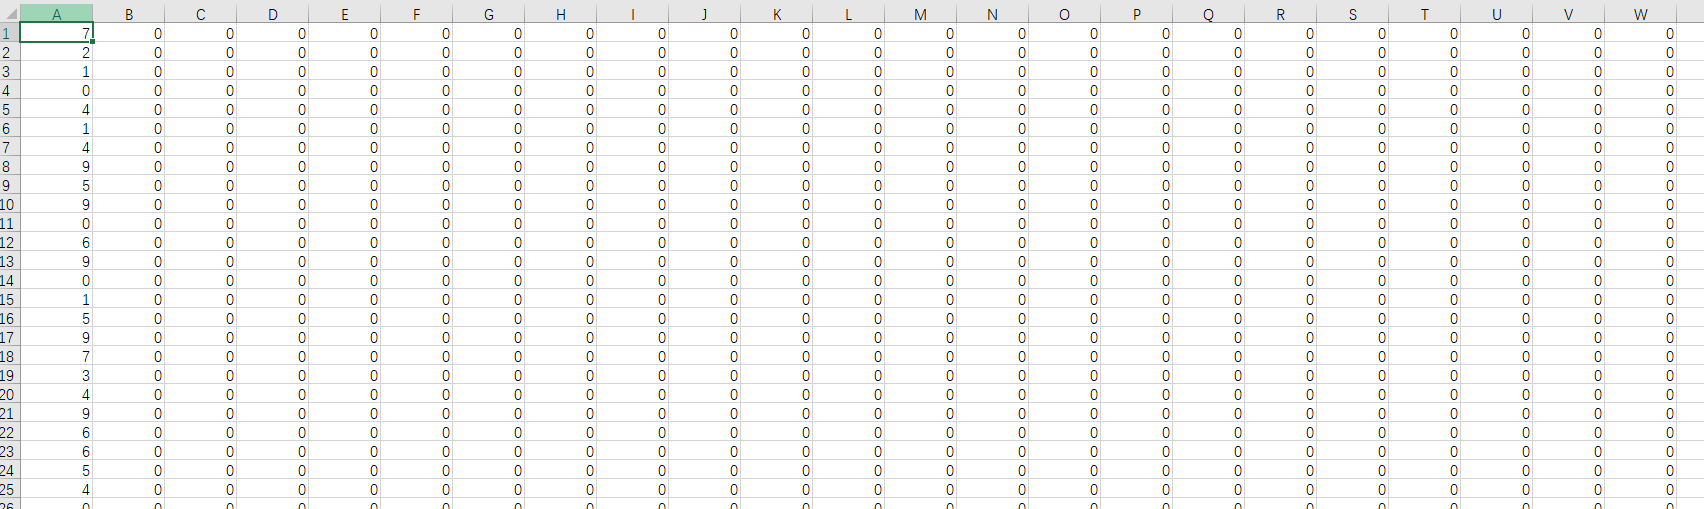 A B C D E F G H I J K L M N O P Q R S T U V W
1 7 0 0 0 0 0 0 0 0 0 0 0 0 0 0 0 0 0 0 0 0 0 0
2 2 0 0 0 0 0 0 0 0 0 0 0 0 0 0 0 0 0 0 0 0 0 0
3 1 0 0 0 0 0 0 0 0 0 0 0 0 0 0 0 0 0 0 0 0 0 0
4 0 0 0 0 0 0 0 0 0 0 0 0 0 0 0 0 0 0 0 0 0 0 0
5 4 0 0 0 0 0 0 0 0 0 0 0 0 0 0 0 0 0 0 0 0 0 0
6 1 0 0 0 0 0 0 0 0 0 0 0 0 0 0 0 0 0 0 0 0 0 0
7 4 0 0 0 0 0 0 0 0 0 0 0 0 0 0 0 0 0 0 0 0 0 0
8 9 0 0 0 0 0 0 0 0 0 0 0 0 0 0 0 0 0 0 0 0 0 0
9 5 0 0 0 0 0 0 0 0 0 0 0 0 0 0 0 0 0 0 0 0 0 0
10 9 0 0 0 0 0 0 0 0 0 0 0 0 0 0 0 0 0 0 0 0 0 0
11 0 0 0 0 0 0 0 0 0 0 0 0 0 0 0 0 0 0 0 0 0 0 0
12 6 0 0 0 0 0 0 0 0 0 0 0 0 0 0 0 0 0 0 0 0 0 0
13 9 0 0 0 0 0 0 0 0 0 0 0 0 0 0 0 0 0 0 0 0 0 0
14 0 0 0 0 0 0 0 0 0 0 0 0 0 0 0 0 0 0 0 0 0 0 0
15 1 0 0 0 0 0 0 0 0 0 0 0 0 0 0 0 0 0 0 0 0 0 0
16 5 0 0 0 0 0 0 0 0 0 0 0 0 0 0 0 0 0 0 0 0 0 0
17 9 0 0 0 0 0 0 0 0 0 0 0 0 0 0 0 0 0 0 0 0 0 0
18 7 0 0 0 0 0 0 0 0 0 0 0 0 0 0 0 0 0 0 0 0 0 0
19 3 0 0 0 0 0 0 0 0 0 0 0 0 0 0 0 0 0 0 0 0 0 0
20 4 0 0 0 0 0 0 0 0 0 0 0 0 0 0 0 0 0 0 0 0 0 0
21 9 0 0 0 0 0 0 0 0 0 0 0 0 0 0 0 0 0 0 0 0 0 0
22 6 0 0 0 0 0 0 0 0 0 0 0 0 0 0 0 0 0 0 0 0 0 0
23 6 0 0 0 0 0 0 0 0 0 0 0 0 0 0 0 0 0 0 0 0 0 0
24 5 0 0 0 0 0 0 0 0 0 0 0 0 0 0 0 0 0 0 0 0 0 0
25 4 0 0 0 0 0 0 0 0 0 0 0 0 0 0 0 0 0 0 0 0 0 0